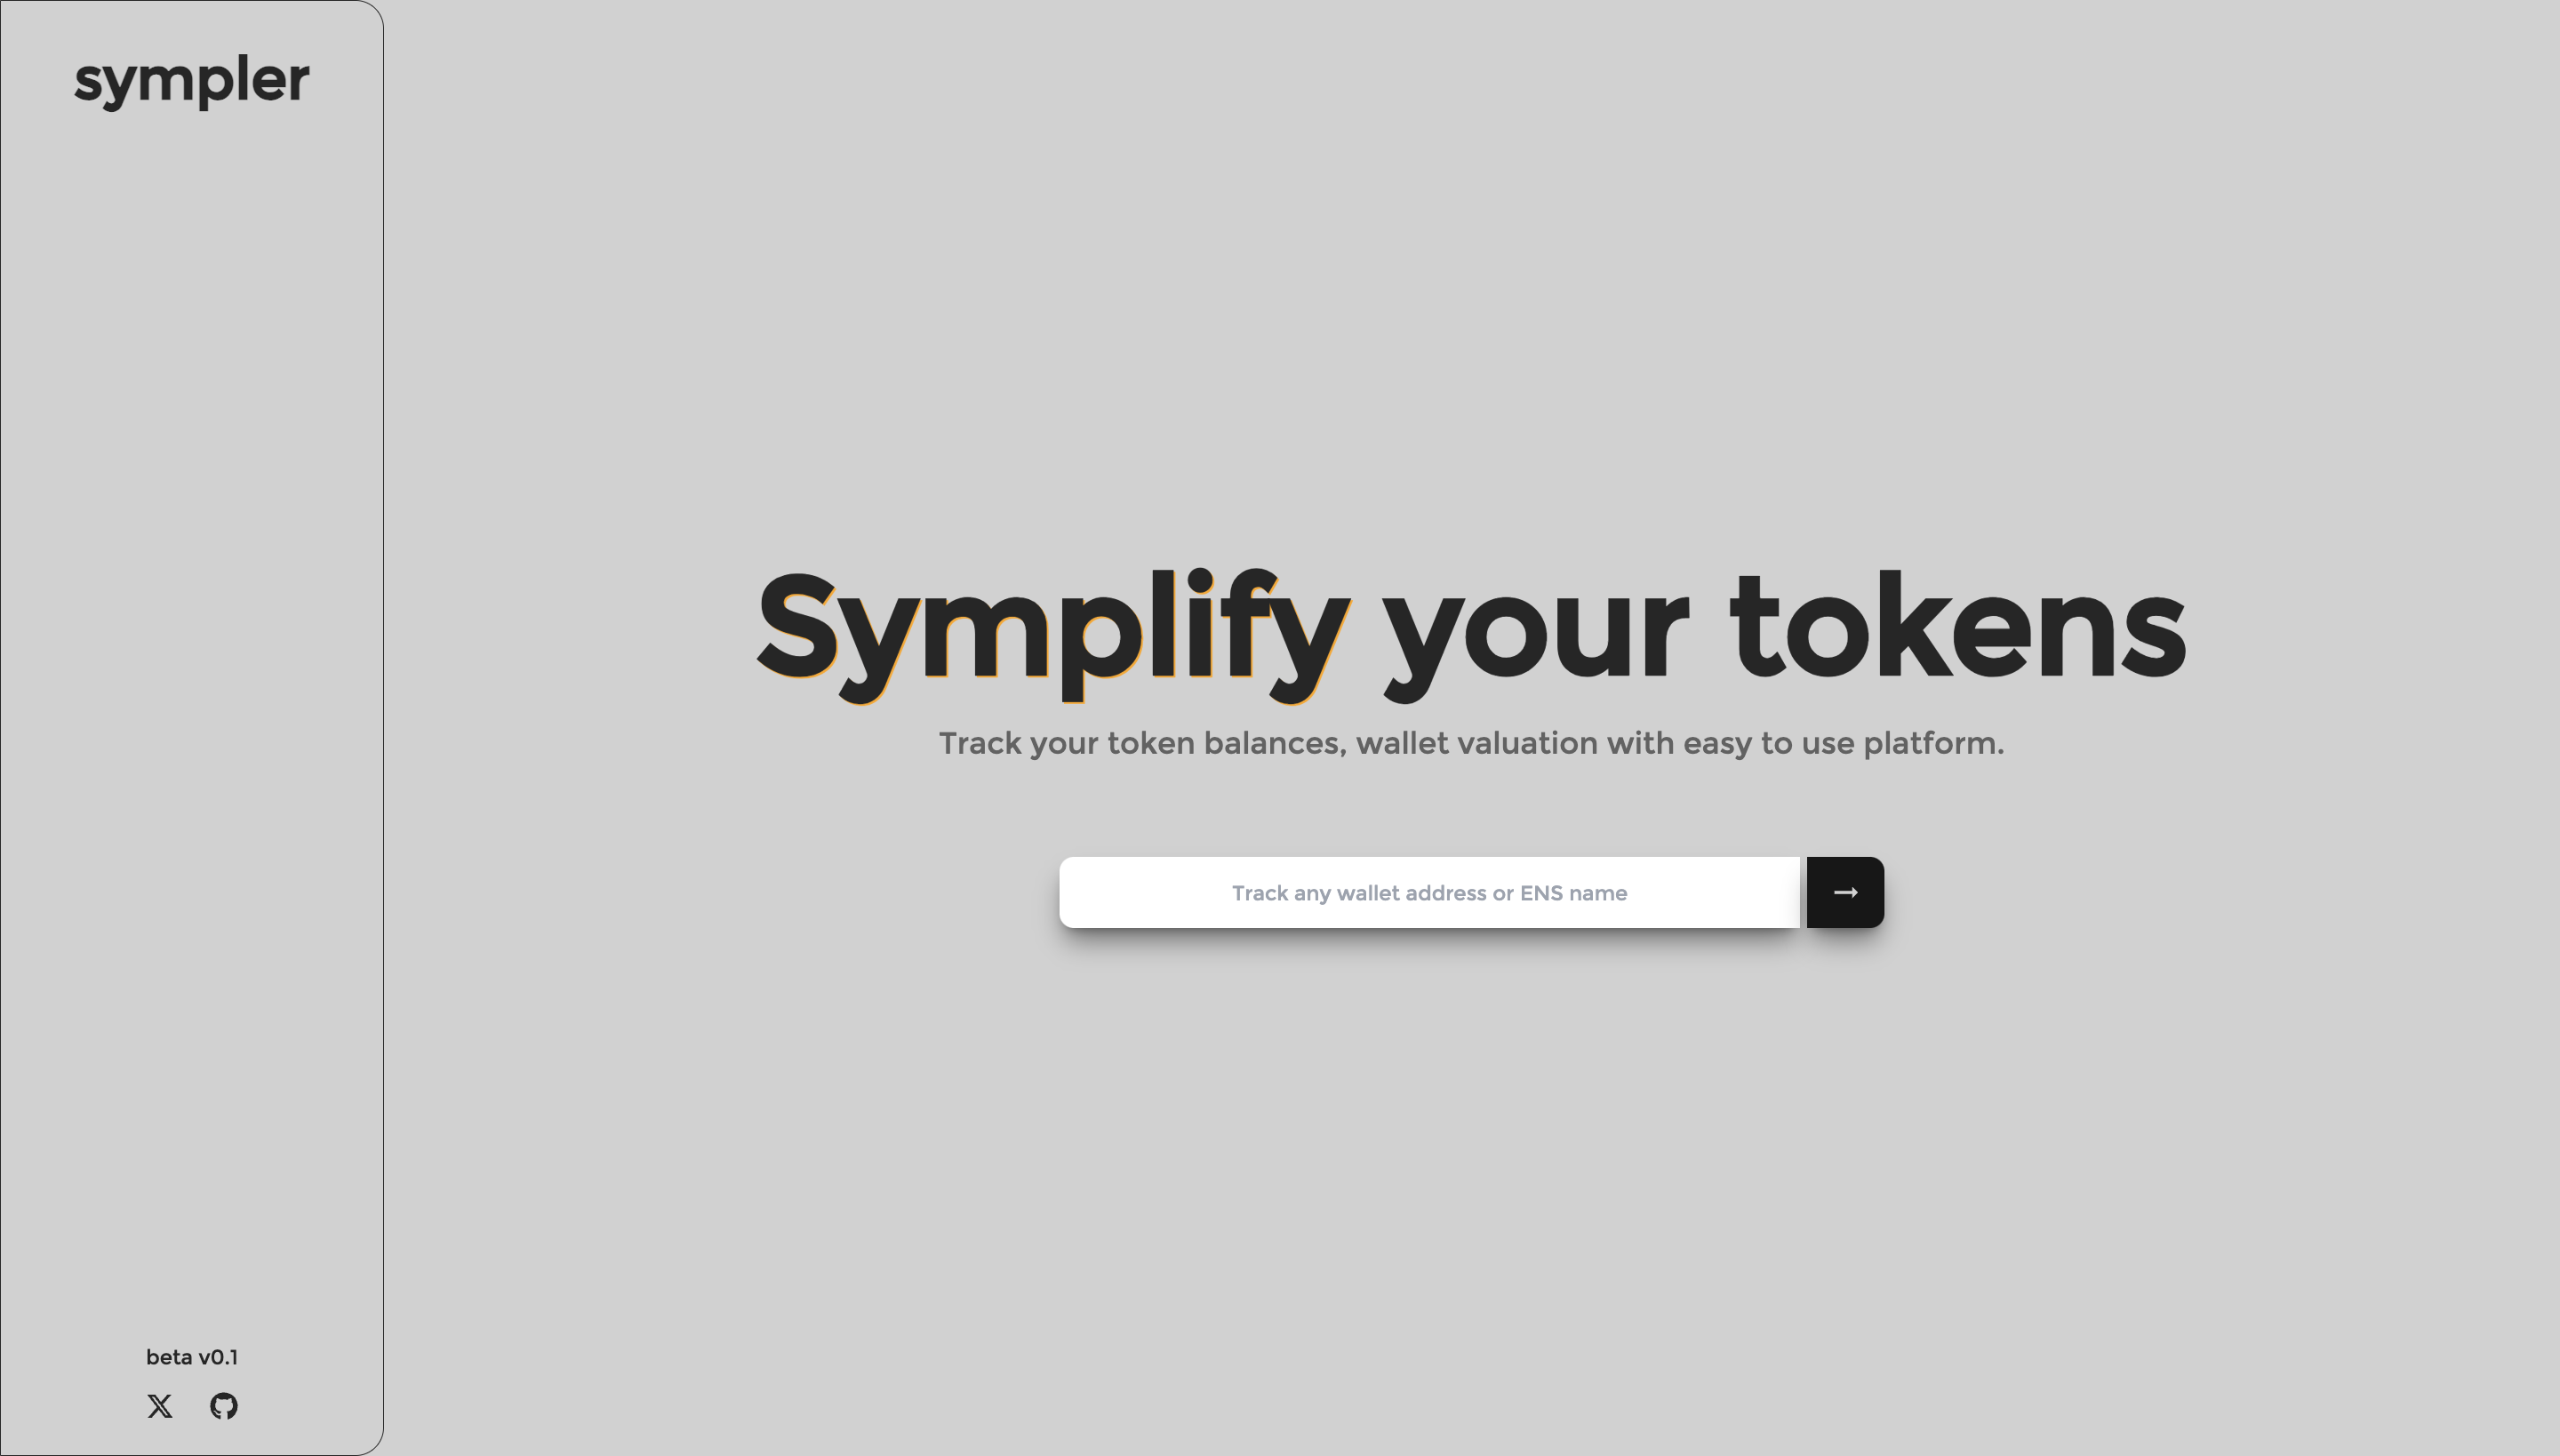 sympler
Symplify your tokens
Track your token balances, wallet valuation with easy to use platform.
Track any wallet address or ENS name
beta v0.1